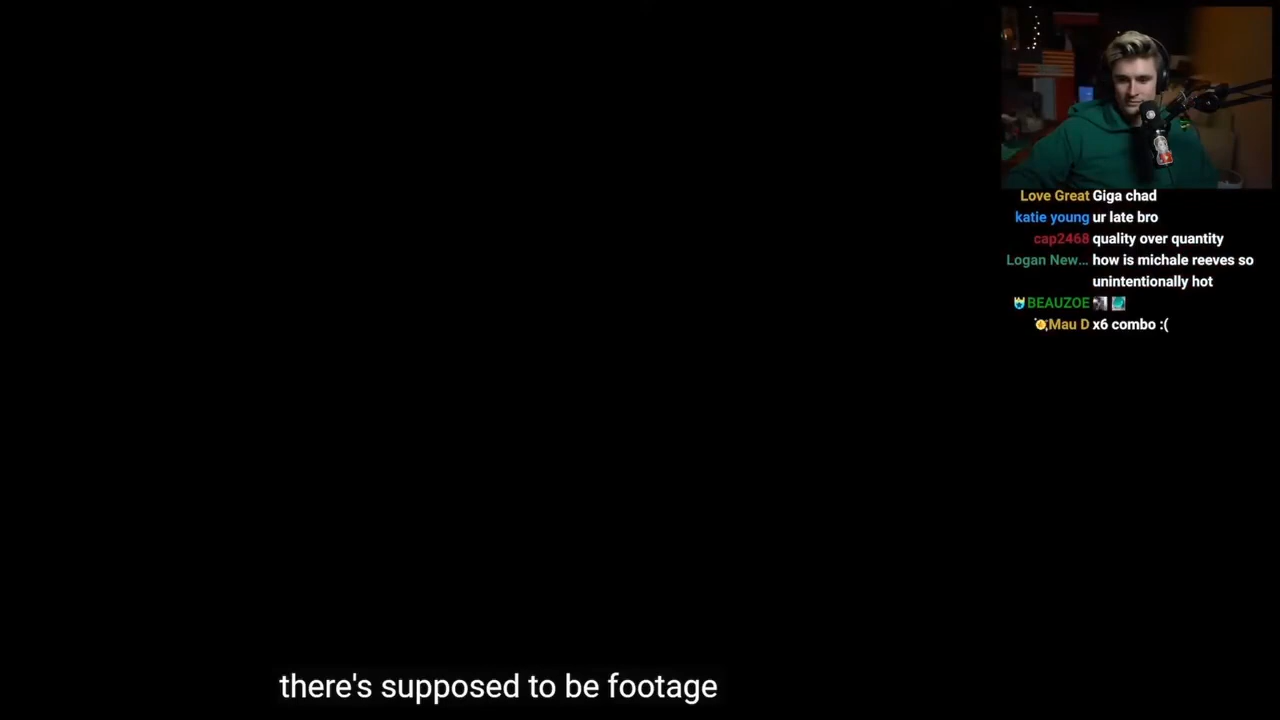 Love Great Giga chad
katie young ur late bro
cap2468 quality over quantity
Logan New... how is michale reeves so
unintentionally hot
BEAUZOE
Mau D x6 combo :(
there's supposed to be footage